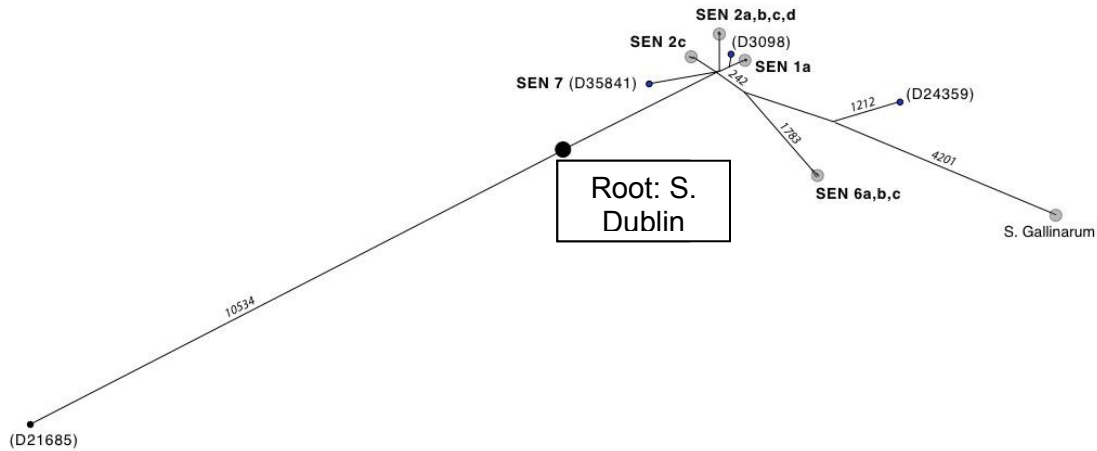 SEN 2a,b,c,d
SEN 2c
(D3098)
SEN 1a
SEN 7 (D35841)
242
1212
(D24359)
1783
4201
Root: S.
Dublin
SEN 6a,b,c
S. Gallinarum
10534
(D21685)